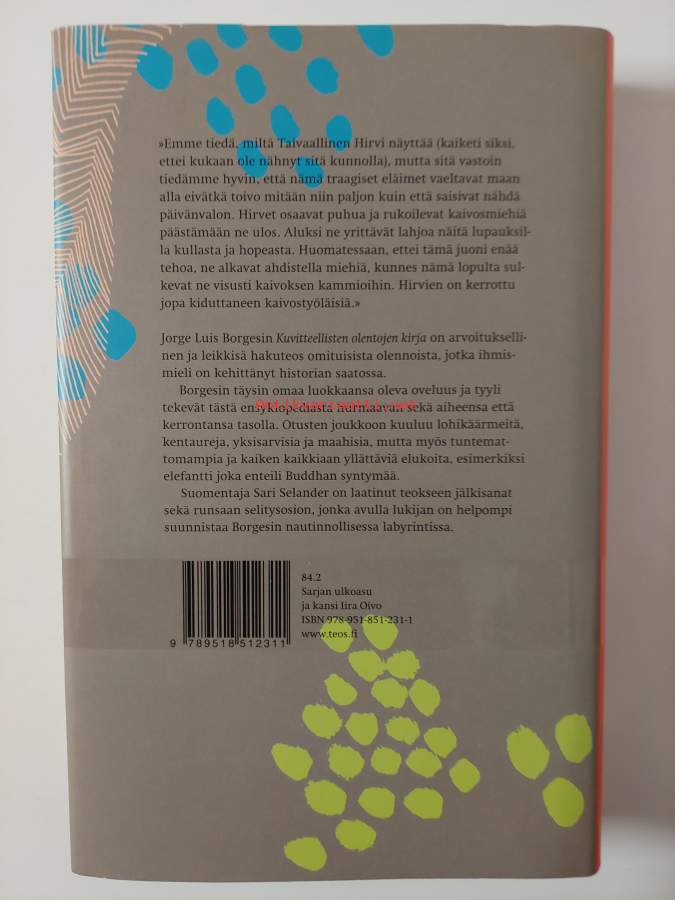 »Emme tiedä, miltä Taivaallinen Hirvi näyttää (kaiketi siksi,
ettei kukaan ole nähnyt sitä kunnolla), mutta sitä vastoin
tiedämme hyvin, että nämä traagiset eläimet vaeltavat maan
alla eivätkä toivo mitään niin paljon kuin että saisivat nähdä
päivänvalon. Hirvet osaavat puhua ja rukoilevat kaivosmiehiä
päästämään ne ulos. Aluksi ne yrittävät lahjoa näitä lupauksil-
la kullasta ja hopeasta. Huomatessaan, ettei tämä juoni enää
tehoa, ne alkavat ahdistella miehiä, kunnes nämä lopulta sul-
kevat ne visusti kaivoksen kammioihin. Hirvien on kerrottu
jopa kiduttaneen kaivostyöläisiä.»
Jorge Luis Borgesin Kuvitteellisten olentojen kirja on arvoitukselli-
nen ja leikkisä hakuteos omituisista olennoista, jotka ihmis-
mieli on kehittänyt historian saatossa.
Borgesin täysin omaa luokkaansa oleva oveluus ja tyyli
tekevät tästä ensyklopediasta hurmaavan sekä aiheensa että
kerrontansa tasolla. Otusten joukkoon kuuluu lohikäärmeitä,
kentaureja, yksisarvisia ja maahisia, mutta myös tuntemat-
tomampia ja kaiken kaikkiaan yllättäviä elukoita, esimerkiksi
elefantti joka enteili Buddhan syntymää.
Suomentaja Sari Selander on laatinut teokseen jälkisanat
sekä runsaan selitysosion, jonka avulla lukijan on helpompi
suunnistaa Borgesin nautinnollisessa labyrintissa.
84.2
Sarjan ulkoasu
ja kansi Iira Oivo
ISBN 978-951-851-231-1
www.teos.fi
9 789518 512311